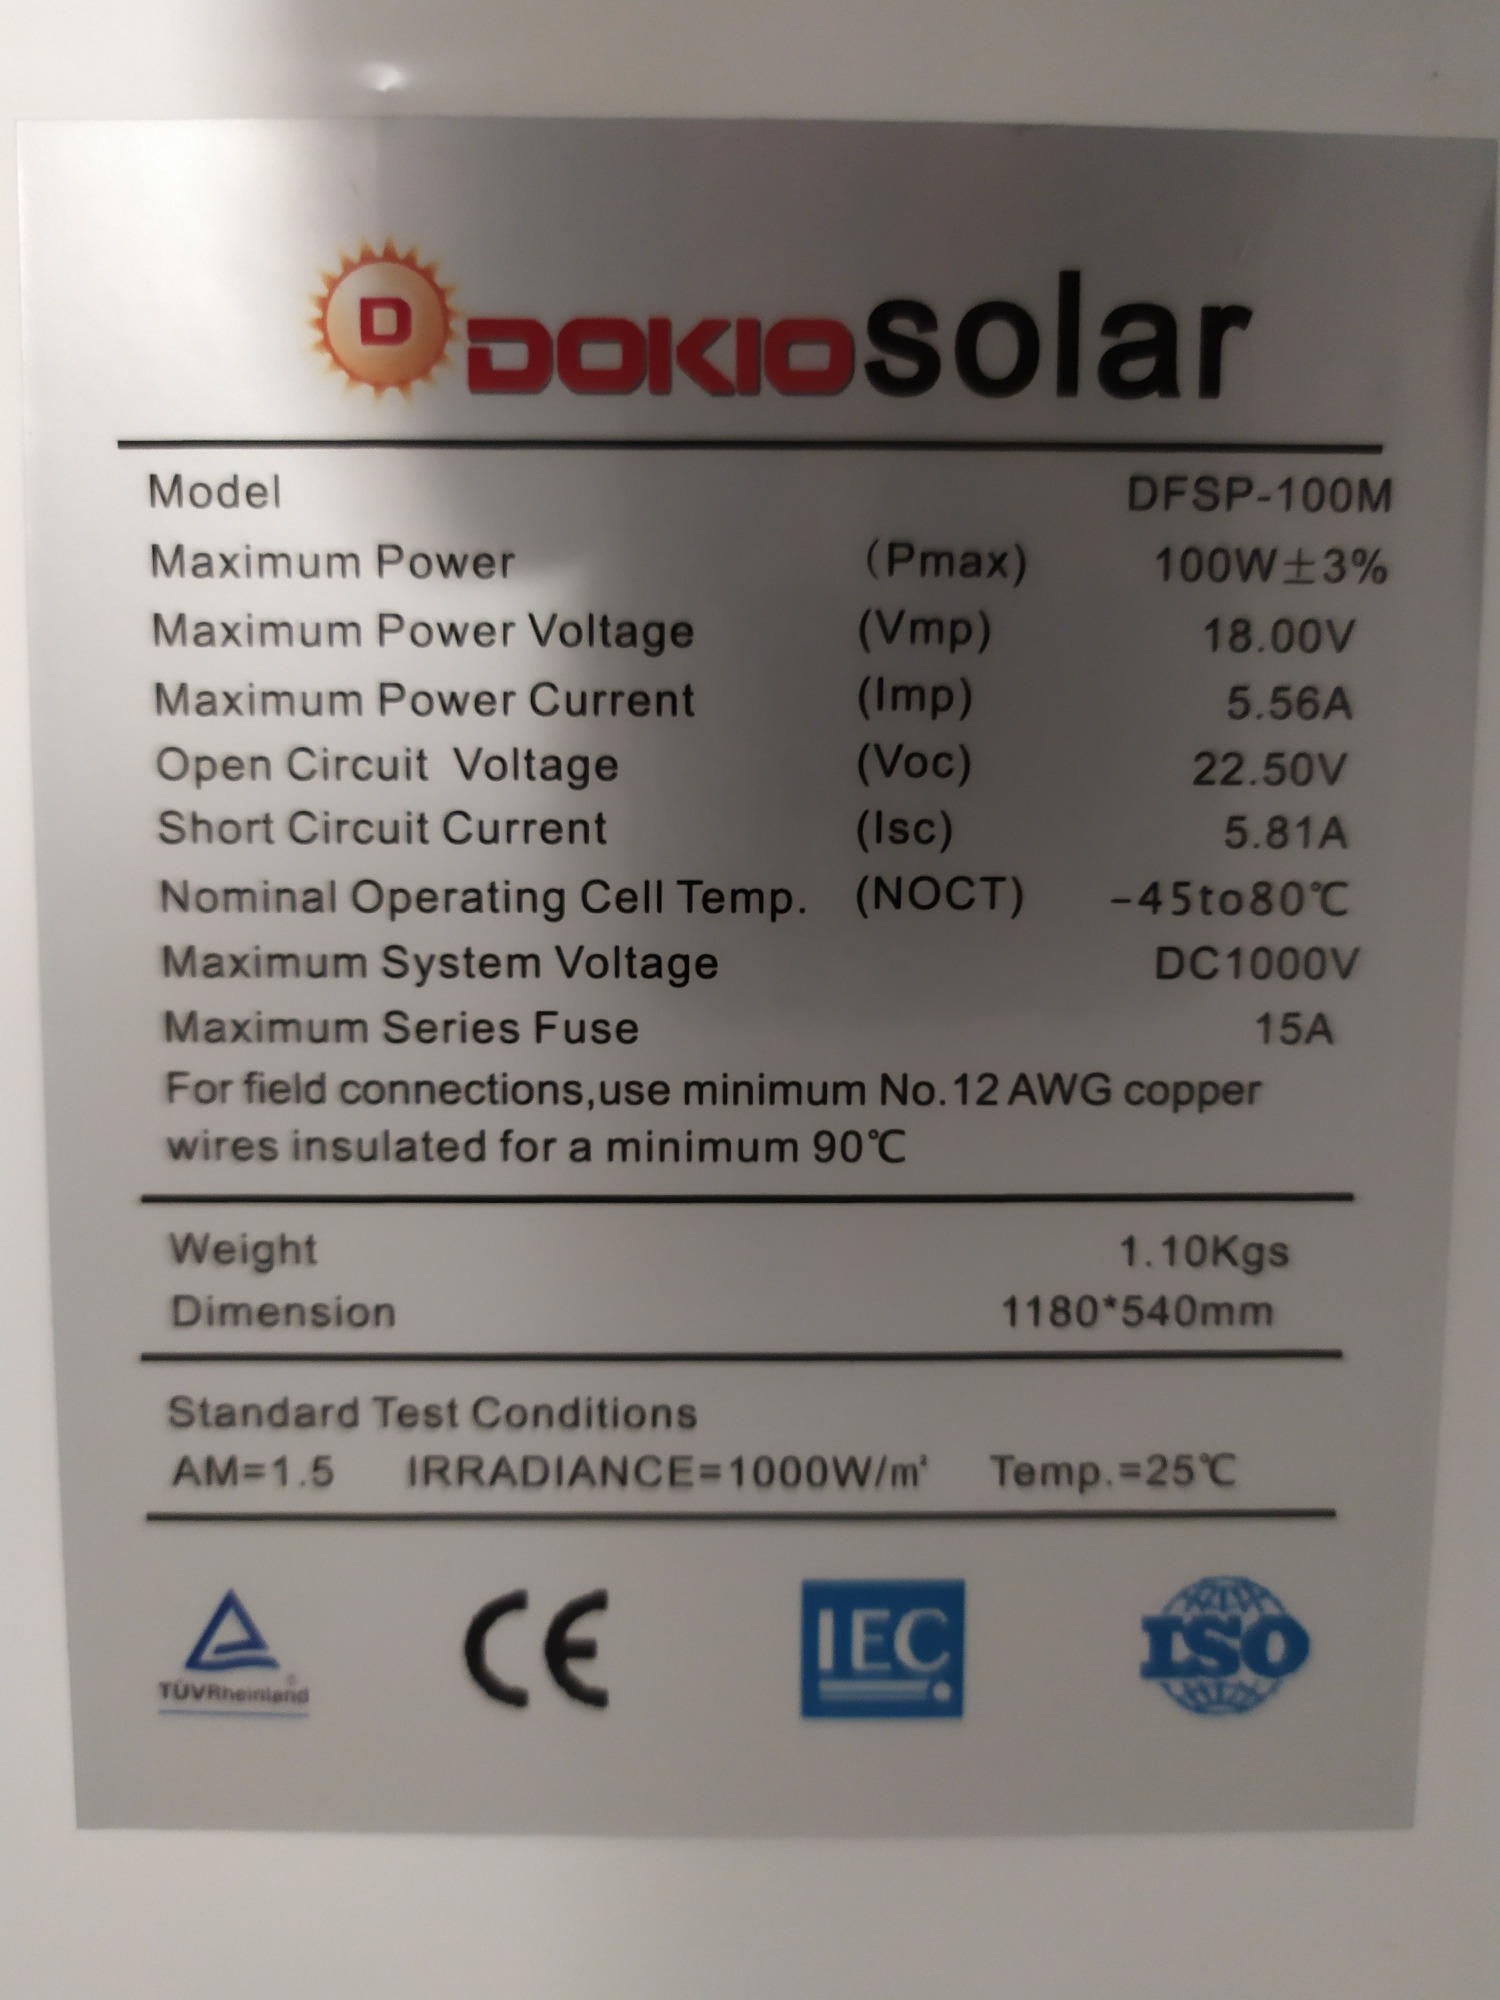 D DOKIO solar
Model DFSP-100M
Maximum Power (Pmax) 100W±3%
Maximum Power Voltage (Vmp) 18.00V
Maximum Power Current (Imp) 5.56A
Open Circuit Voltage (Voc) 22.50V
Short Circuit Current (Isc) 5.81A
Nominal Operating Cell Temp. (NOCT) -45to80℃
Maximum System Voltage DC1000V
Maximum Series Fuse 15A
For field connections,use minimum No.12 AWG copper
wires insulated for a minimum 90℃
Weight 1.10Kgs
Dimension 1180*540mm
Standard Test Conditions
AM=1.5 IRRADIANCE=1000W/m² Temp.=25℃
TÜVRheinland® CE IEC ISO